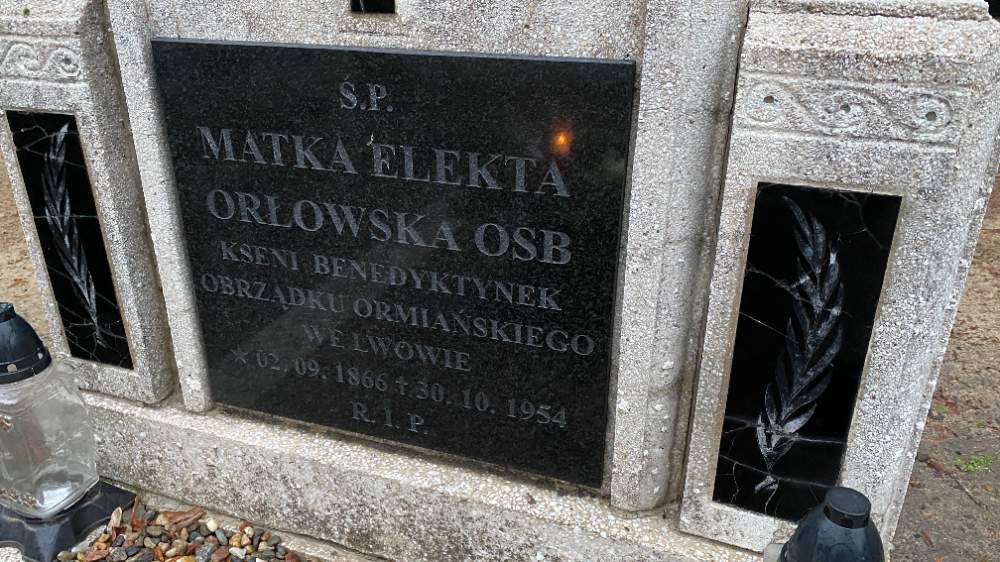 Ś.P.
MATKA ELEKTA
ORŁOWSKA OSB
KSENI BENEDYKTYNEK
OBRZĄDKU ORMIAŃSKIEGO
WE LWOWIE
* 02. 09. 1866 † 30. 10. 1954
R. I. P.